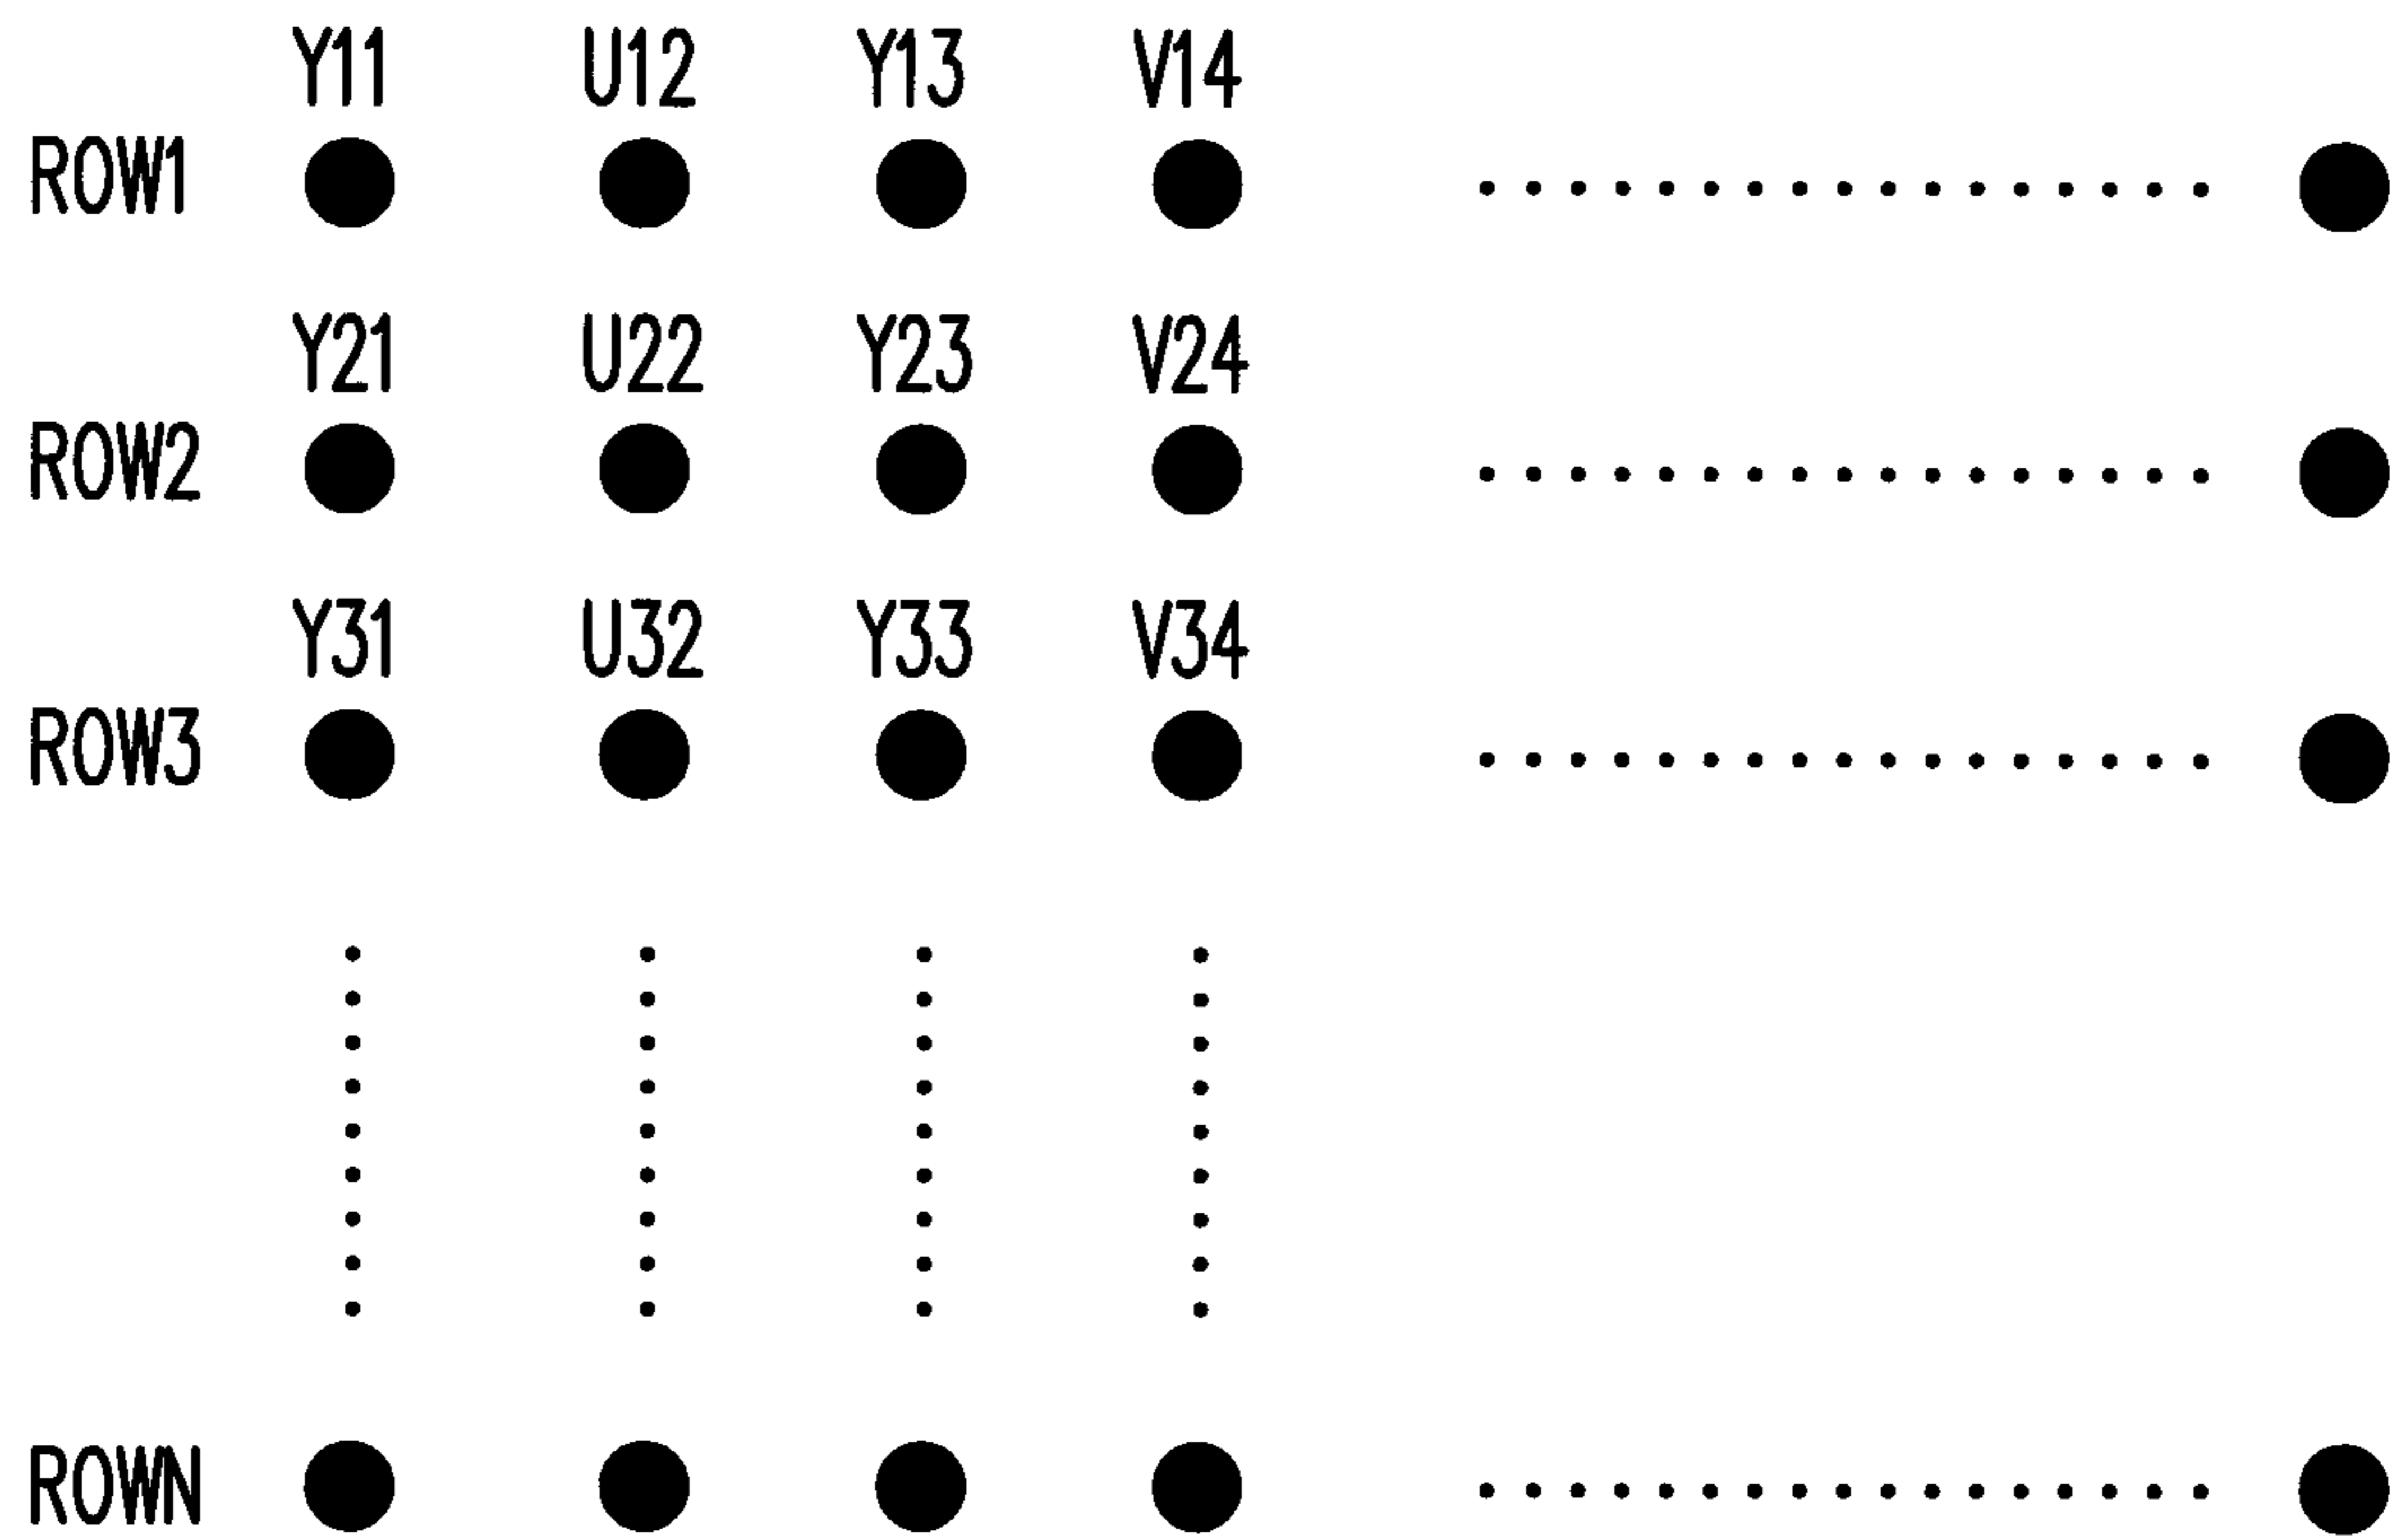 Y11 U12 Y13 V14
ROW1
Y21 U22 Y23 V24
ROW2
Y31 U32 Y33 V34
ROW3
ROWN